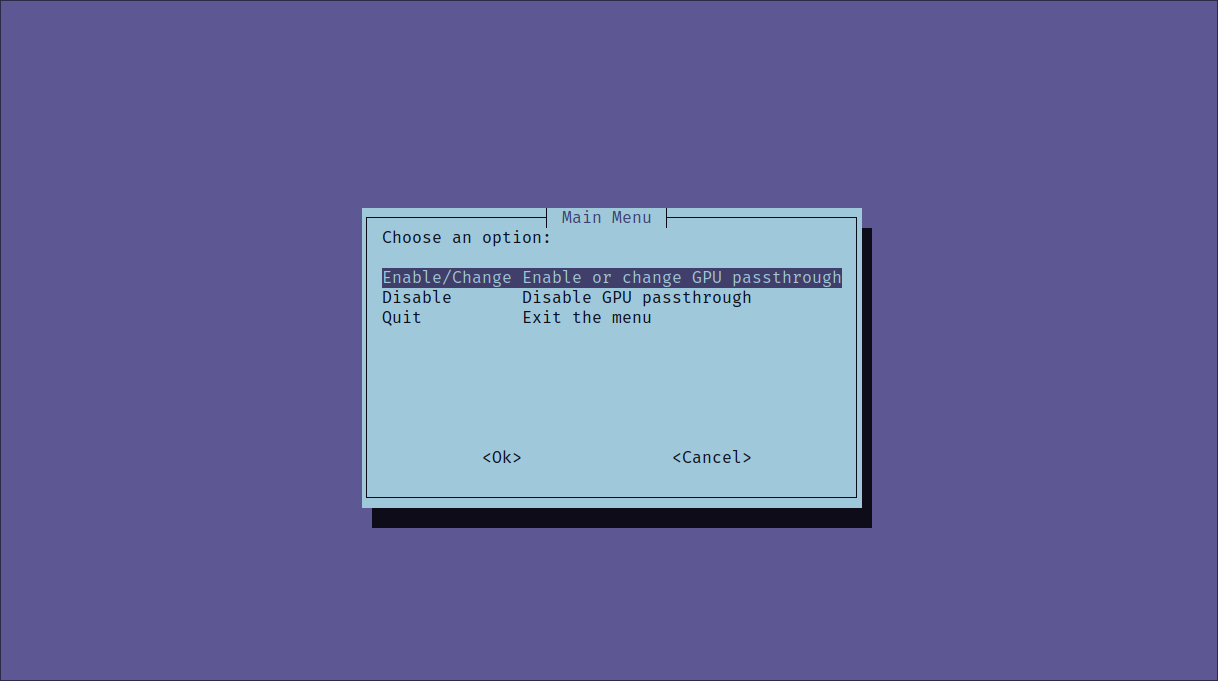 Main Menu
Choose an option:
Enable/Change Enable or change GPU passthrough
Disable Disable GPU passthrough
Quit Exit the menu
<Ok> <Cancel>